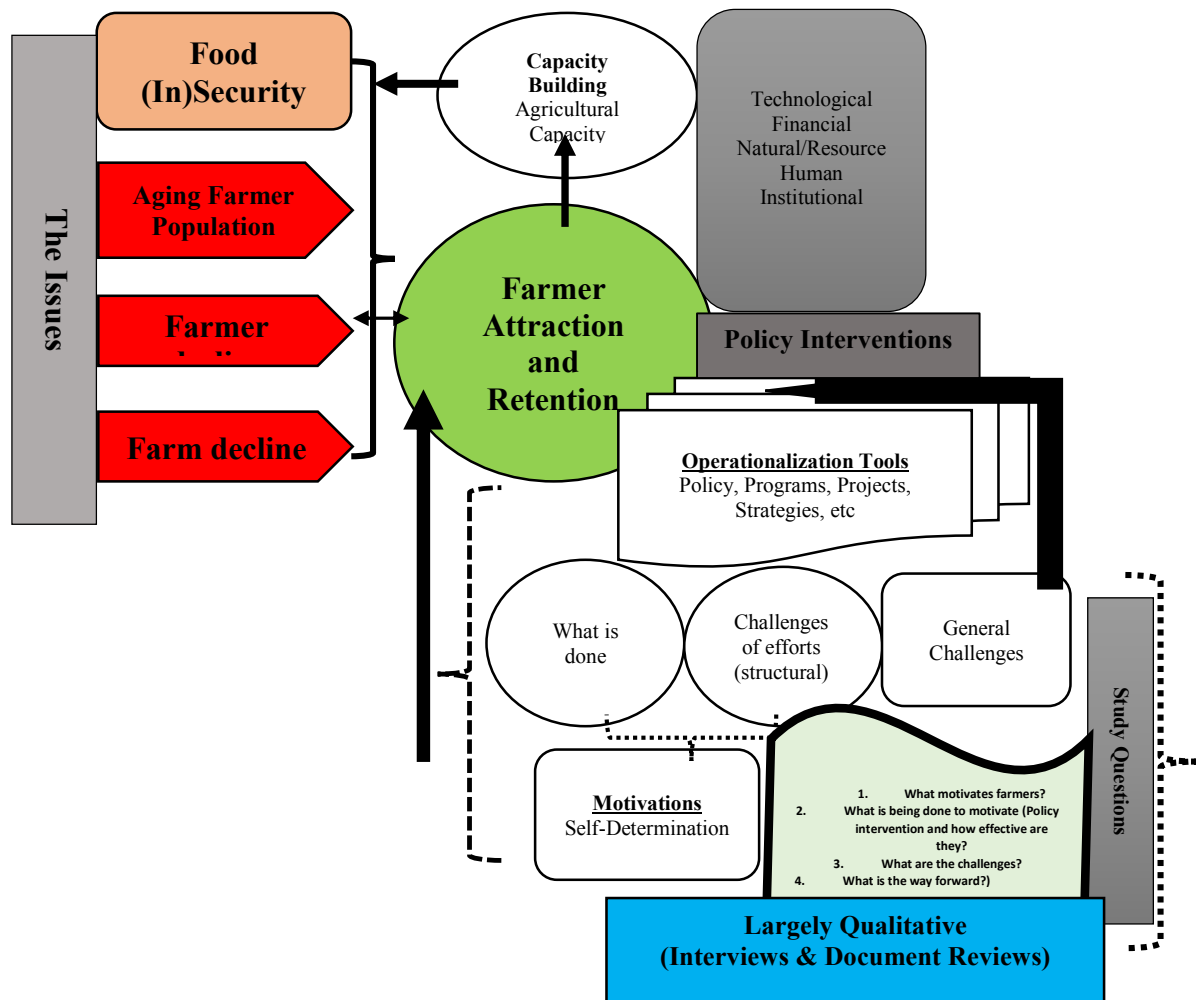 The Issues
Food
(In)Security
Aging Farmer
Population
Farmer
Farm decline
Capacity
Building
Agricultural
Capacity
Technological
Financial
Natural/Resource
Human
Institutional
Farmer
Attraction
and
Retention
Policy Interventions
Operationalization Tools
Policy, Programs, Projects,
Strategies, etc
What is
done
Challenges
of efforts
(structural)
General
Challenges
Study Questions
Motivations
Self-Determination
1. What motivates farmers?
2. What is being done to motivate (Policy
intervention and how effective are
they?
3. What are the challenges?
4. What is the way forward?)
Largely Qualitative
(Interviews & Document Reviews)